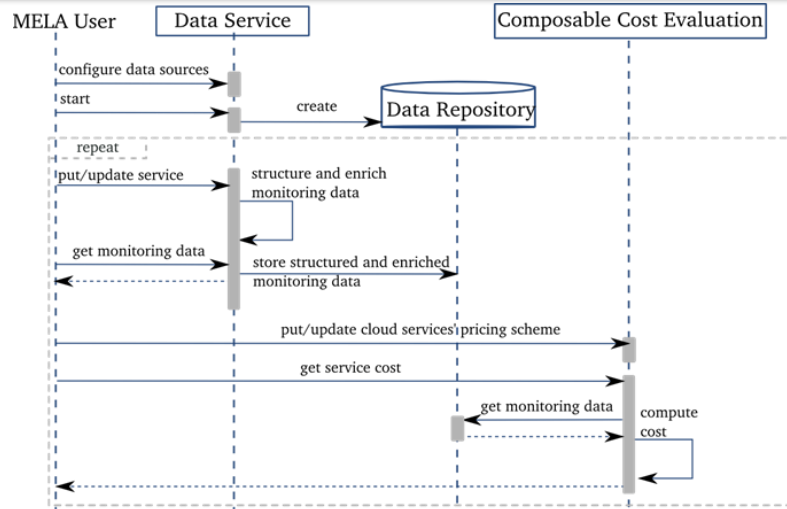 MELA User
Data Service
Composable Cost Evaluation
configure data sources
start
create
Data Repository
repeat
put/update service
structure and enrich
monitoring data
get monitoring data
store structured and enriched
monitoring data
put/update cloud services' pricing scheme
get service cost
get monitoring data
compute
cost